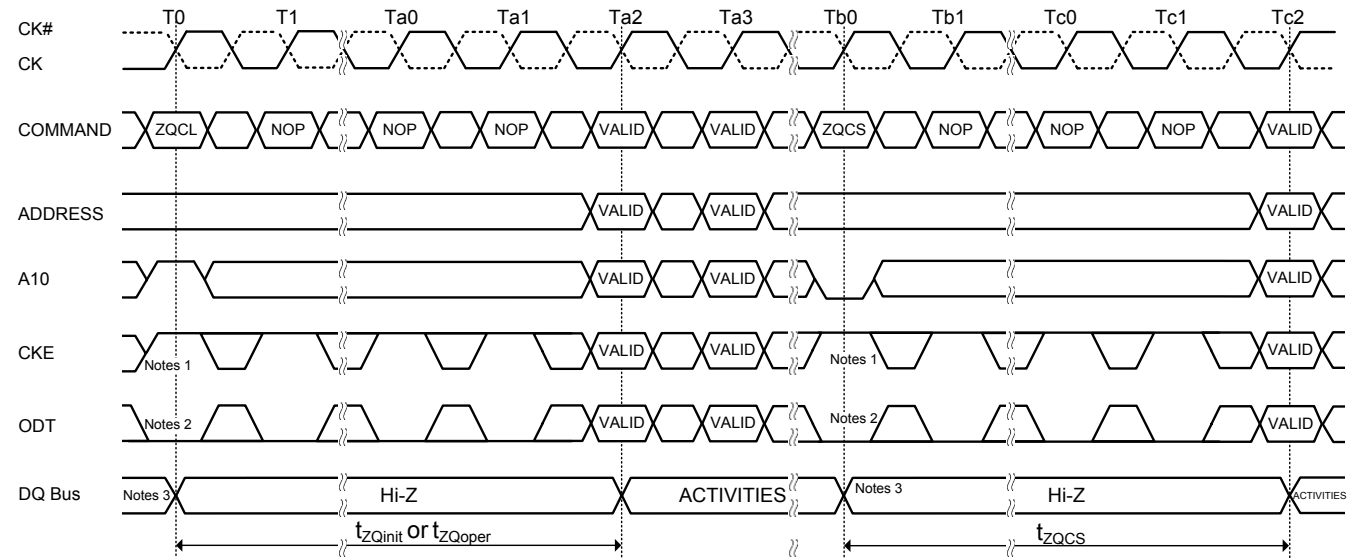 T0 T1 Ta0 Ta1 Ta2 Ta3 Tb0 Tb1 Tc0 Tc1 Tc2
CK#
CK
COMMAND ZQCL NOP NOP NOP VALID VALID ZQCS NOP NOP NOP VALID
ADDRESS VALID VALID VALID
A10 VALID VALID VALID
CKE Notes 1 VALID VALID Notes 1 VALID
ODT Notes 2 VALID VALID Notes 2 VALID
DQ Bus Notes 3 Hi-Z ACTIVITIES Notes 3 Hi-Z ACTIVITIES
tZQinit or tZQoper tZQCS